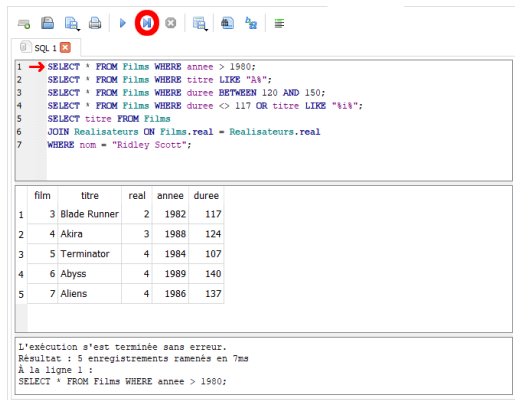 SQL 1
1 SELECT * FROM Films WHERE annee > 1980;
2 SELECT * FROM Films WHERE titre LIKE "A%";
3 SELECT * FROM Films WHERE duree BETWEEN 120 AND 150;
4 SELECT * FROM Films WHERE duree <> 117 OR titre LIKE "%i%";
5 SELECT titre FROM Films
6 JOIN Realisateurs ON Films.real = Realisateurs.real
7 WHERE nom = "Ridley Scott";
film titre real annee duree
1 3 Blade Runner 2 1982 117
2 4 Akira 3 1988 124
3 5 Terminator 4 1984 107
4 6 Abyss 4 1989 140
5 7 Aliens 4 1986 137
L'exécution s'est terminée sans erreur.
Résultat : 5 enregistrements ramenés en 7ms
À la ligne 1 :
SELECT * FROM Films WHERE annee > 1980;